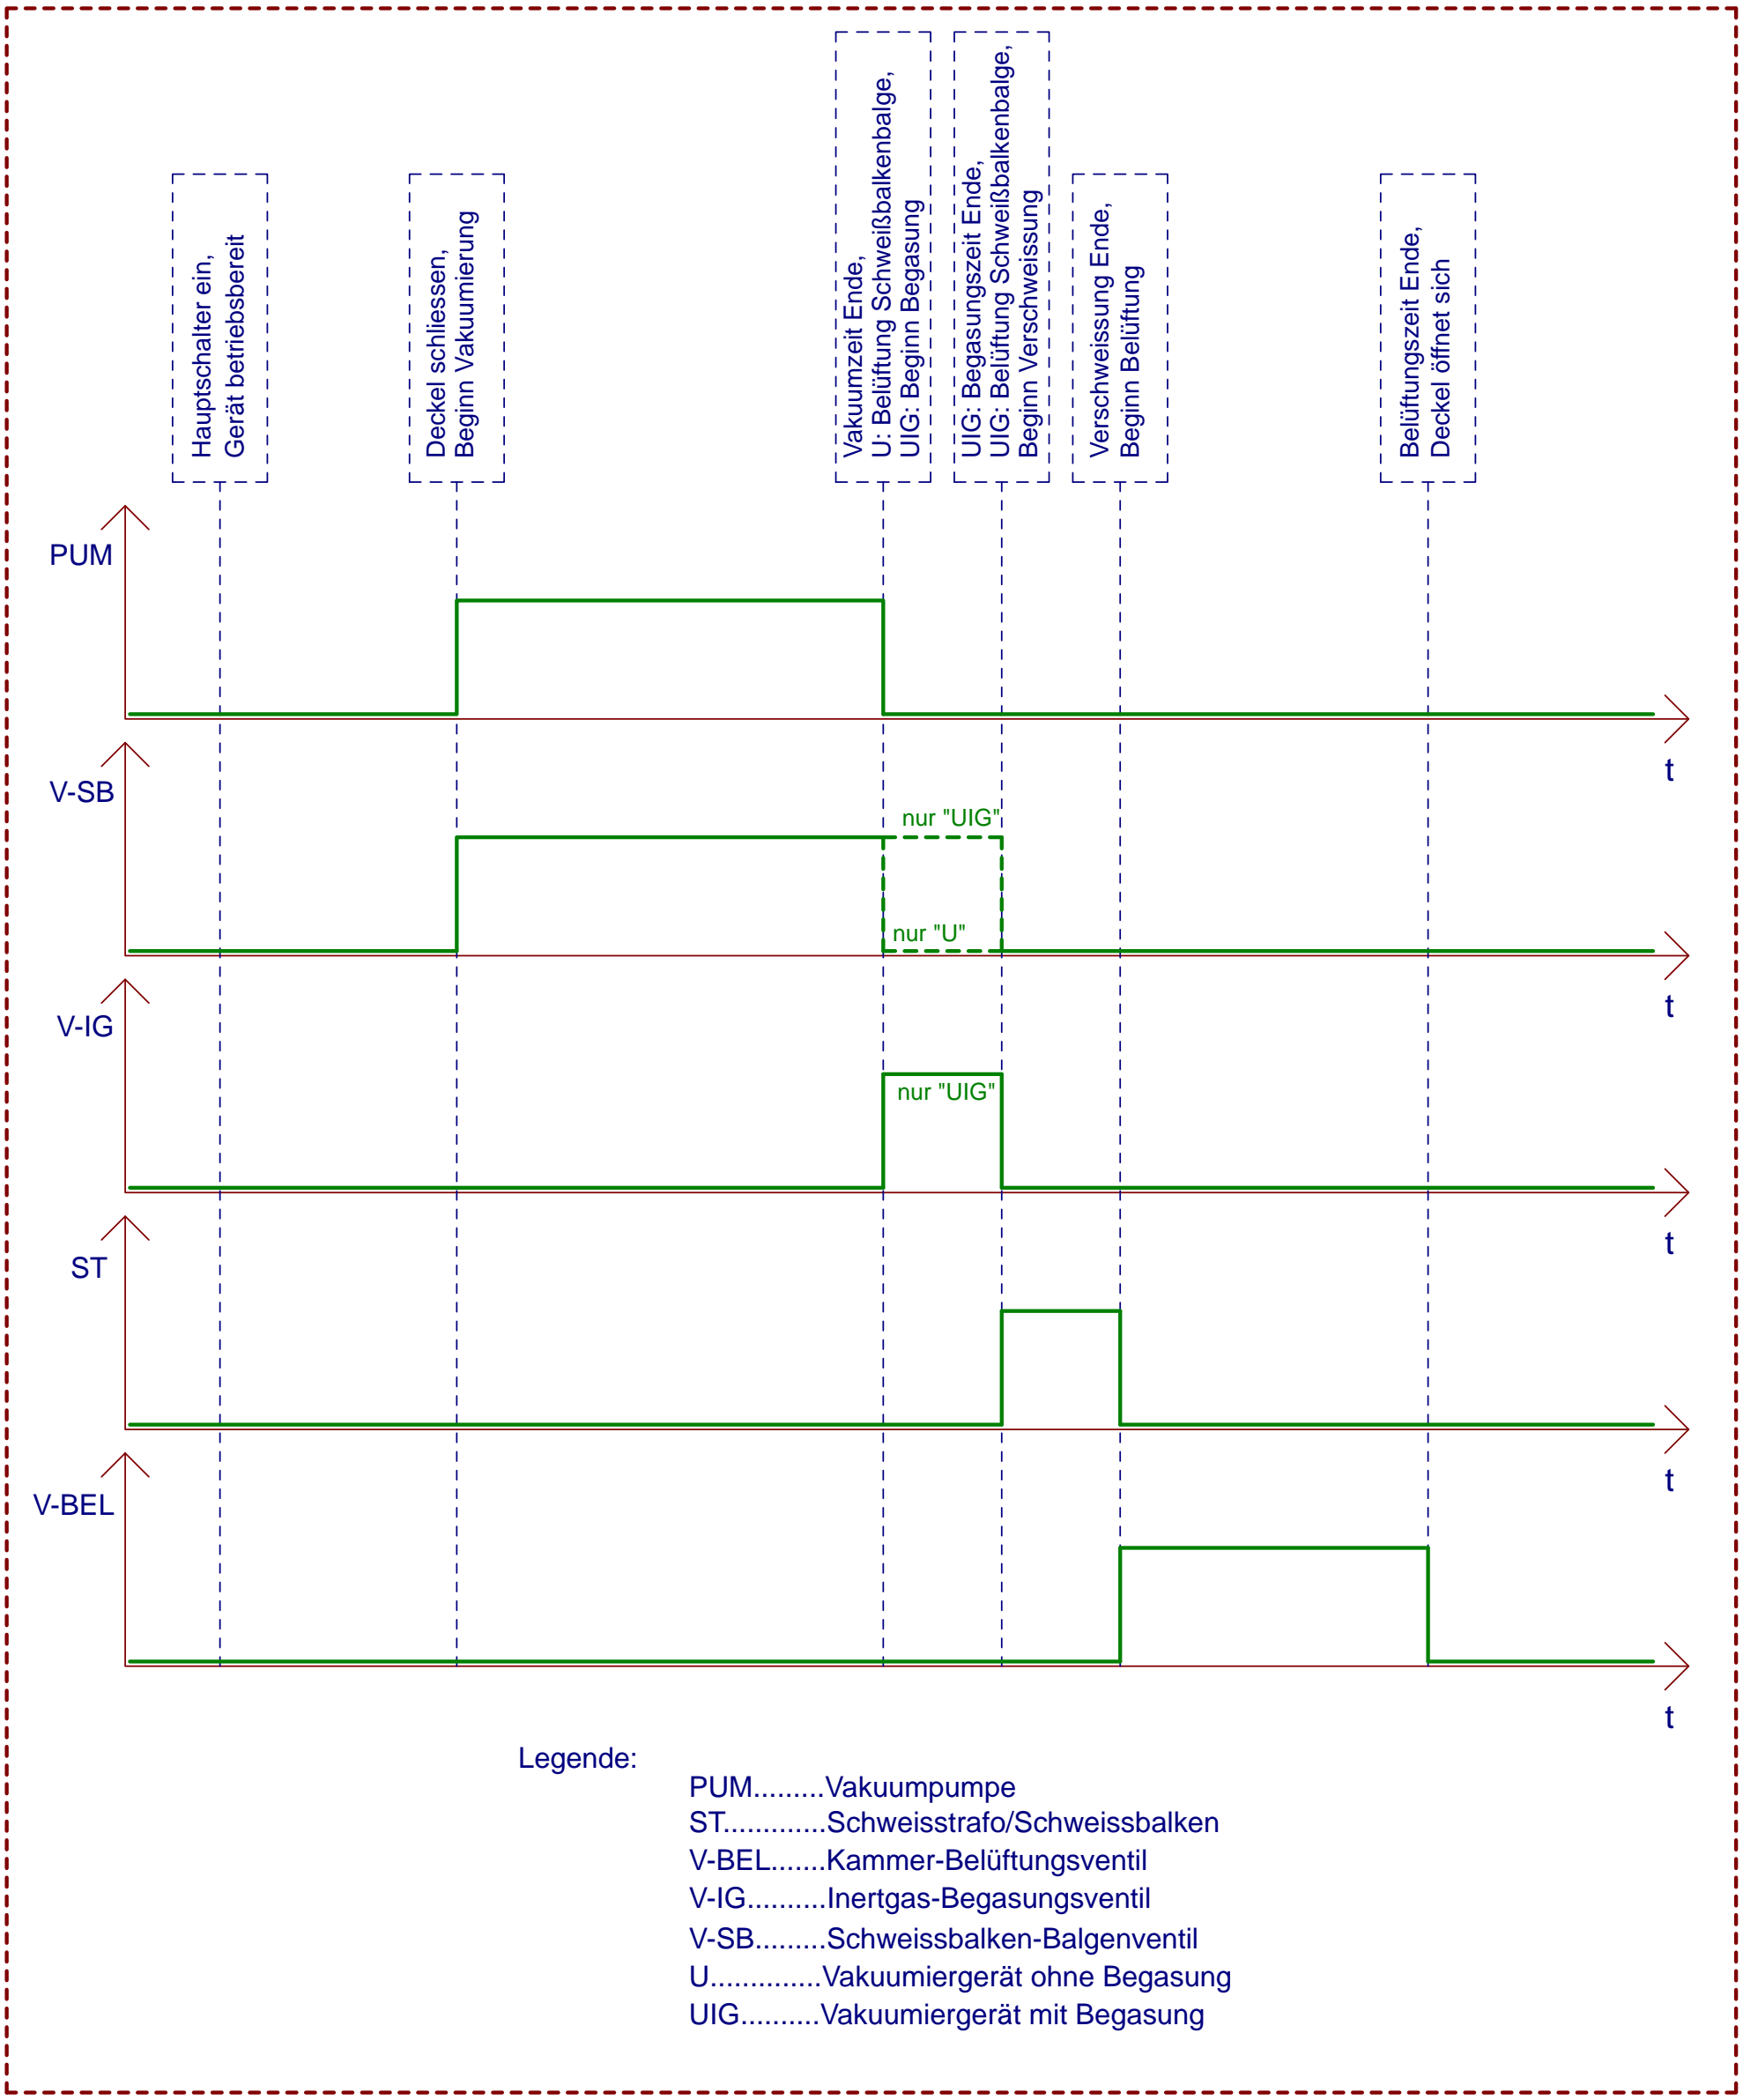 Hauptschalter ein,
Gerät betriebsbereit
Deckel schliessen,
Beginn Vakuumierung
Vakuumzeit Ende,
U: Belüftung Schweißbalkenbalge,
UIG: Beginn Begasung
UIG: Begasungszeit Ende,
UIG: Belüftung Schweißbalkenbalge,
Beginn Verschweissung
Verschweissung Ende,
Beginn Belüftung
Belüftungszeit Ende,
Deckel öffnet sich
PUM
t
V-SB
nur "UIG"
nur "U"
t
V-IG
nur "UIG"
t
ST
t
V-BEL
t
Legende:
PUM.........Vakuumpumpe
ST.............Schweisstrafo/Schweissbalken
V-BEL.......Kammer-Belüftungsventil
V-IG..........Inertgas-Begasungsventil
V-SB.........Schweissbalken-Balgenventil
U..............Vakuumiergerät ohne Begasung
UIG..........Vakuumiergerät mit Begasung